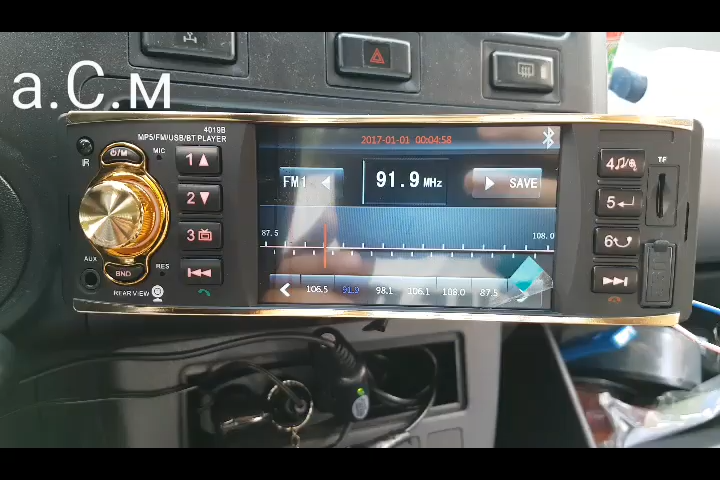 a.C.м
4019B
MP5/FM/USB/BT PLAYER
2017-01-01 00:04:58
IR
⏻/M
MIC
1▲
FM1
91.9 MHz
SAVE
4
T/F
2▼
5
87.5
108.0
3
6
AUX
BND
RES
REAR VIEW
106.5 91.9 98.1 106.1 108.0 87.5